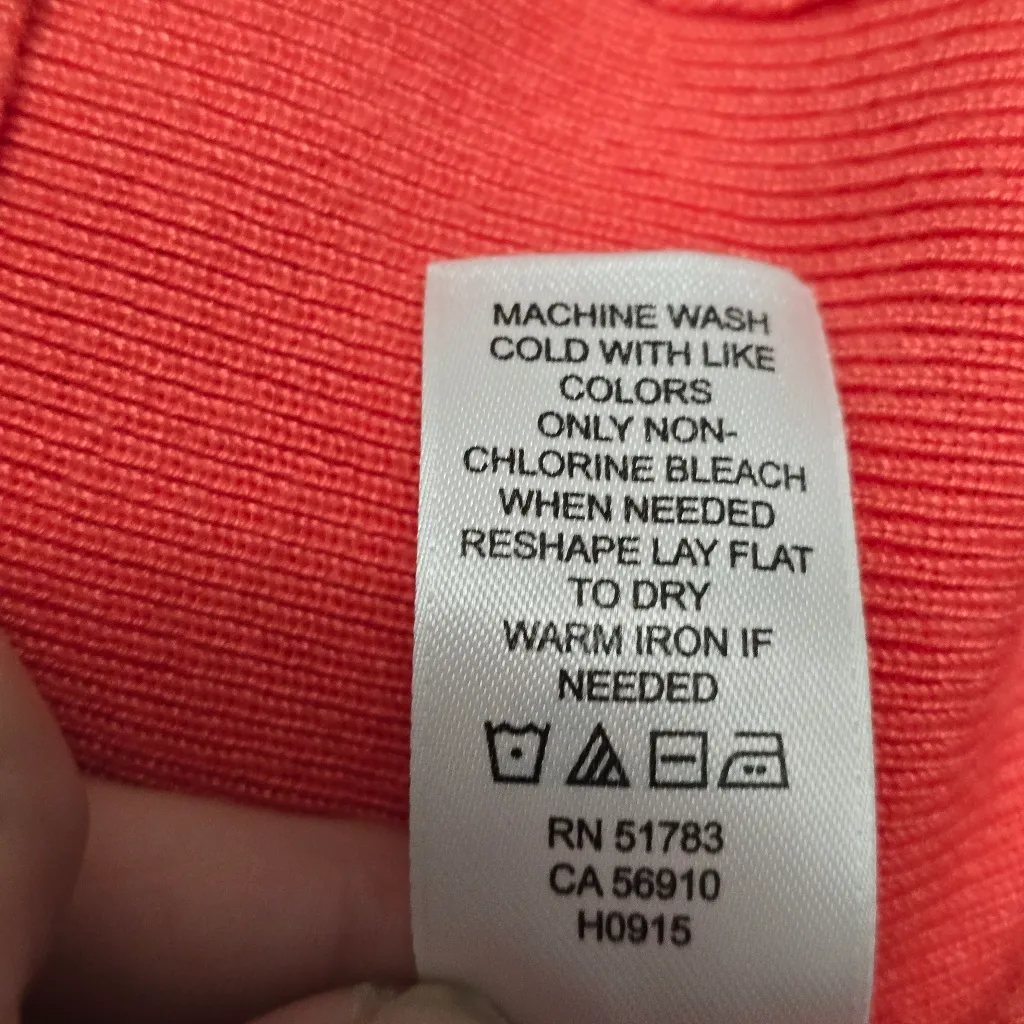 MACHINE WASH
COLD WITH LIKE
COLORS
ONLY NON-
CHLORINE BLEACH
WHEN NEEDED
RESHAPE LAY FLAT
TO DRY
WARM IRON IF
NEEDED
RN 51783
CA 56910
H0915